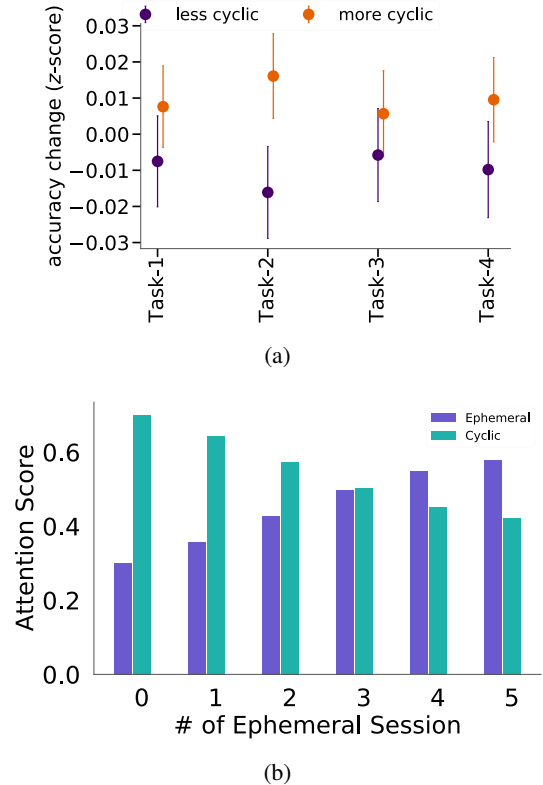 less cyclic more cyclic
accuracy change (z-score)
0.03
0.02
0.01
0.00
−0.01
−0.02
−0.03
Task-1
Task-2
Task-3
Task-4
(a)
Ephemeral
Cyclic
Attention Score
0.6
0.4
0.2
0.0
0 1 2 3 4 5
# of Ephemeral Session
(b)